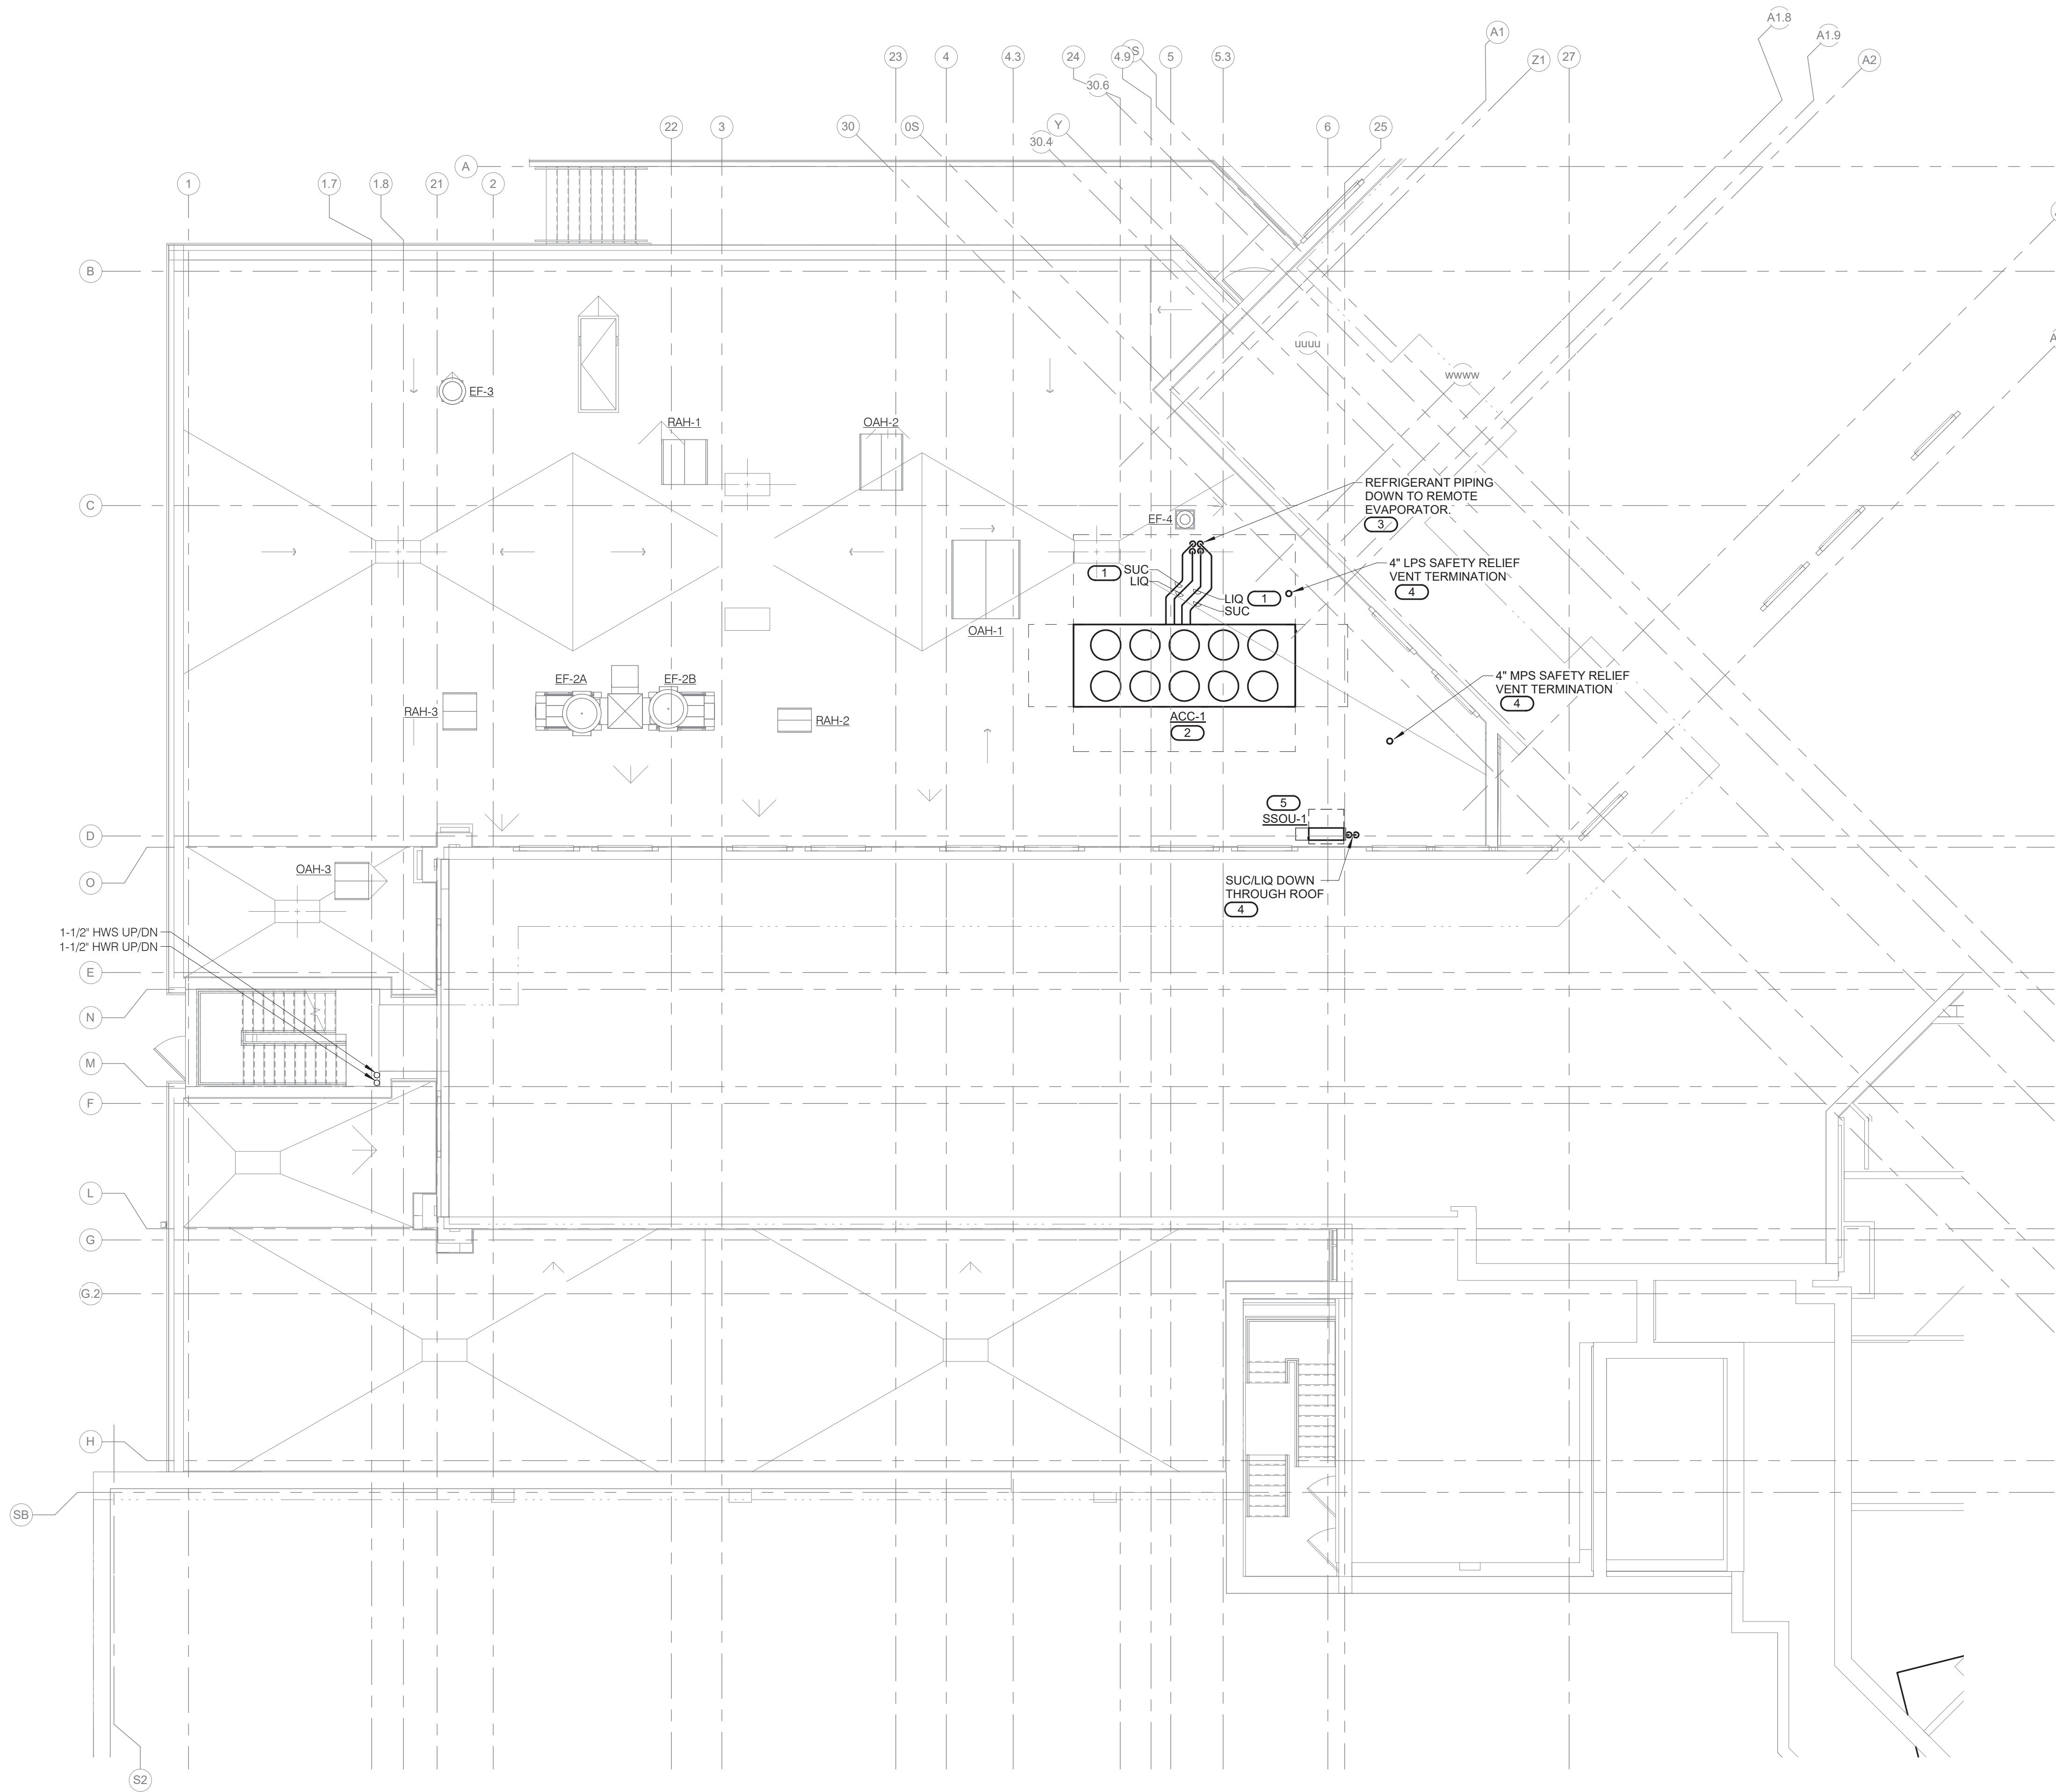 A1.8
A1
A1.9
23
4
4.3
24
4.9
5
5.3
Z1
27
A2
30.6
22
3
30
0S
Y
6
25
30.4
A
1
1.7
1.8
21
2
B
uuuu
wwww
EF-3
RAH-1
OAH-2
REFRIGERANT PIPING
DOWN TO REMOTE
EVAPORATOR.
3
C
EF-4
4" LPS SAFETY RELIEF
VENT TERMINATION
4
1
SUC
LIQ
LIQ
1
SUC
OAH-1
4" MPS SAFETY RELIEF
VENT TERMINATION
4
EF-2A
EF-2B
RAH-3
RAH-2
ACC-1
2
5
SSOU-1
D
OAH-3
O
SUC/LIQ DOWN
THROUGH ROOF
4
1-1/2" HWS UP/DN
1-1/2" HWR UP/DN
E
N
M
F
L
G
G.2
H
SB
S2